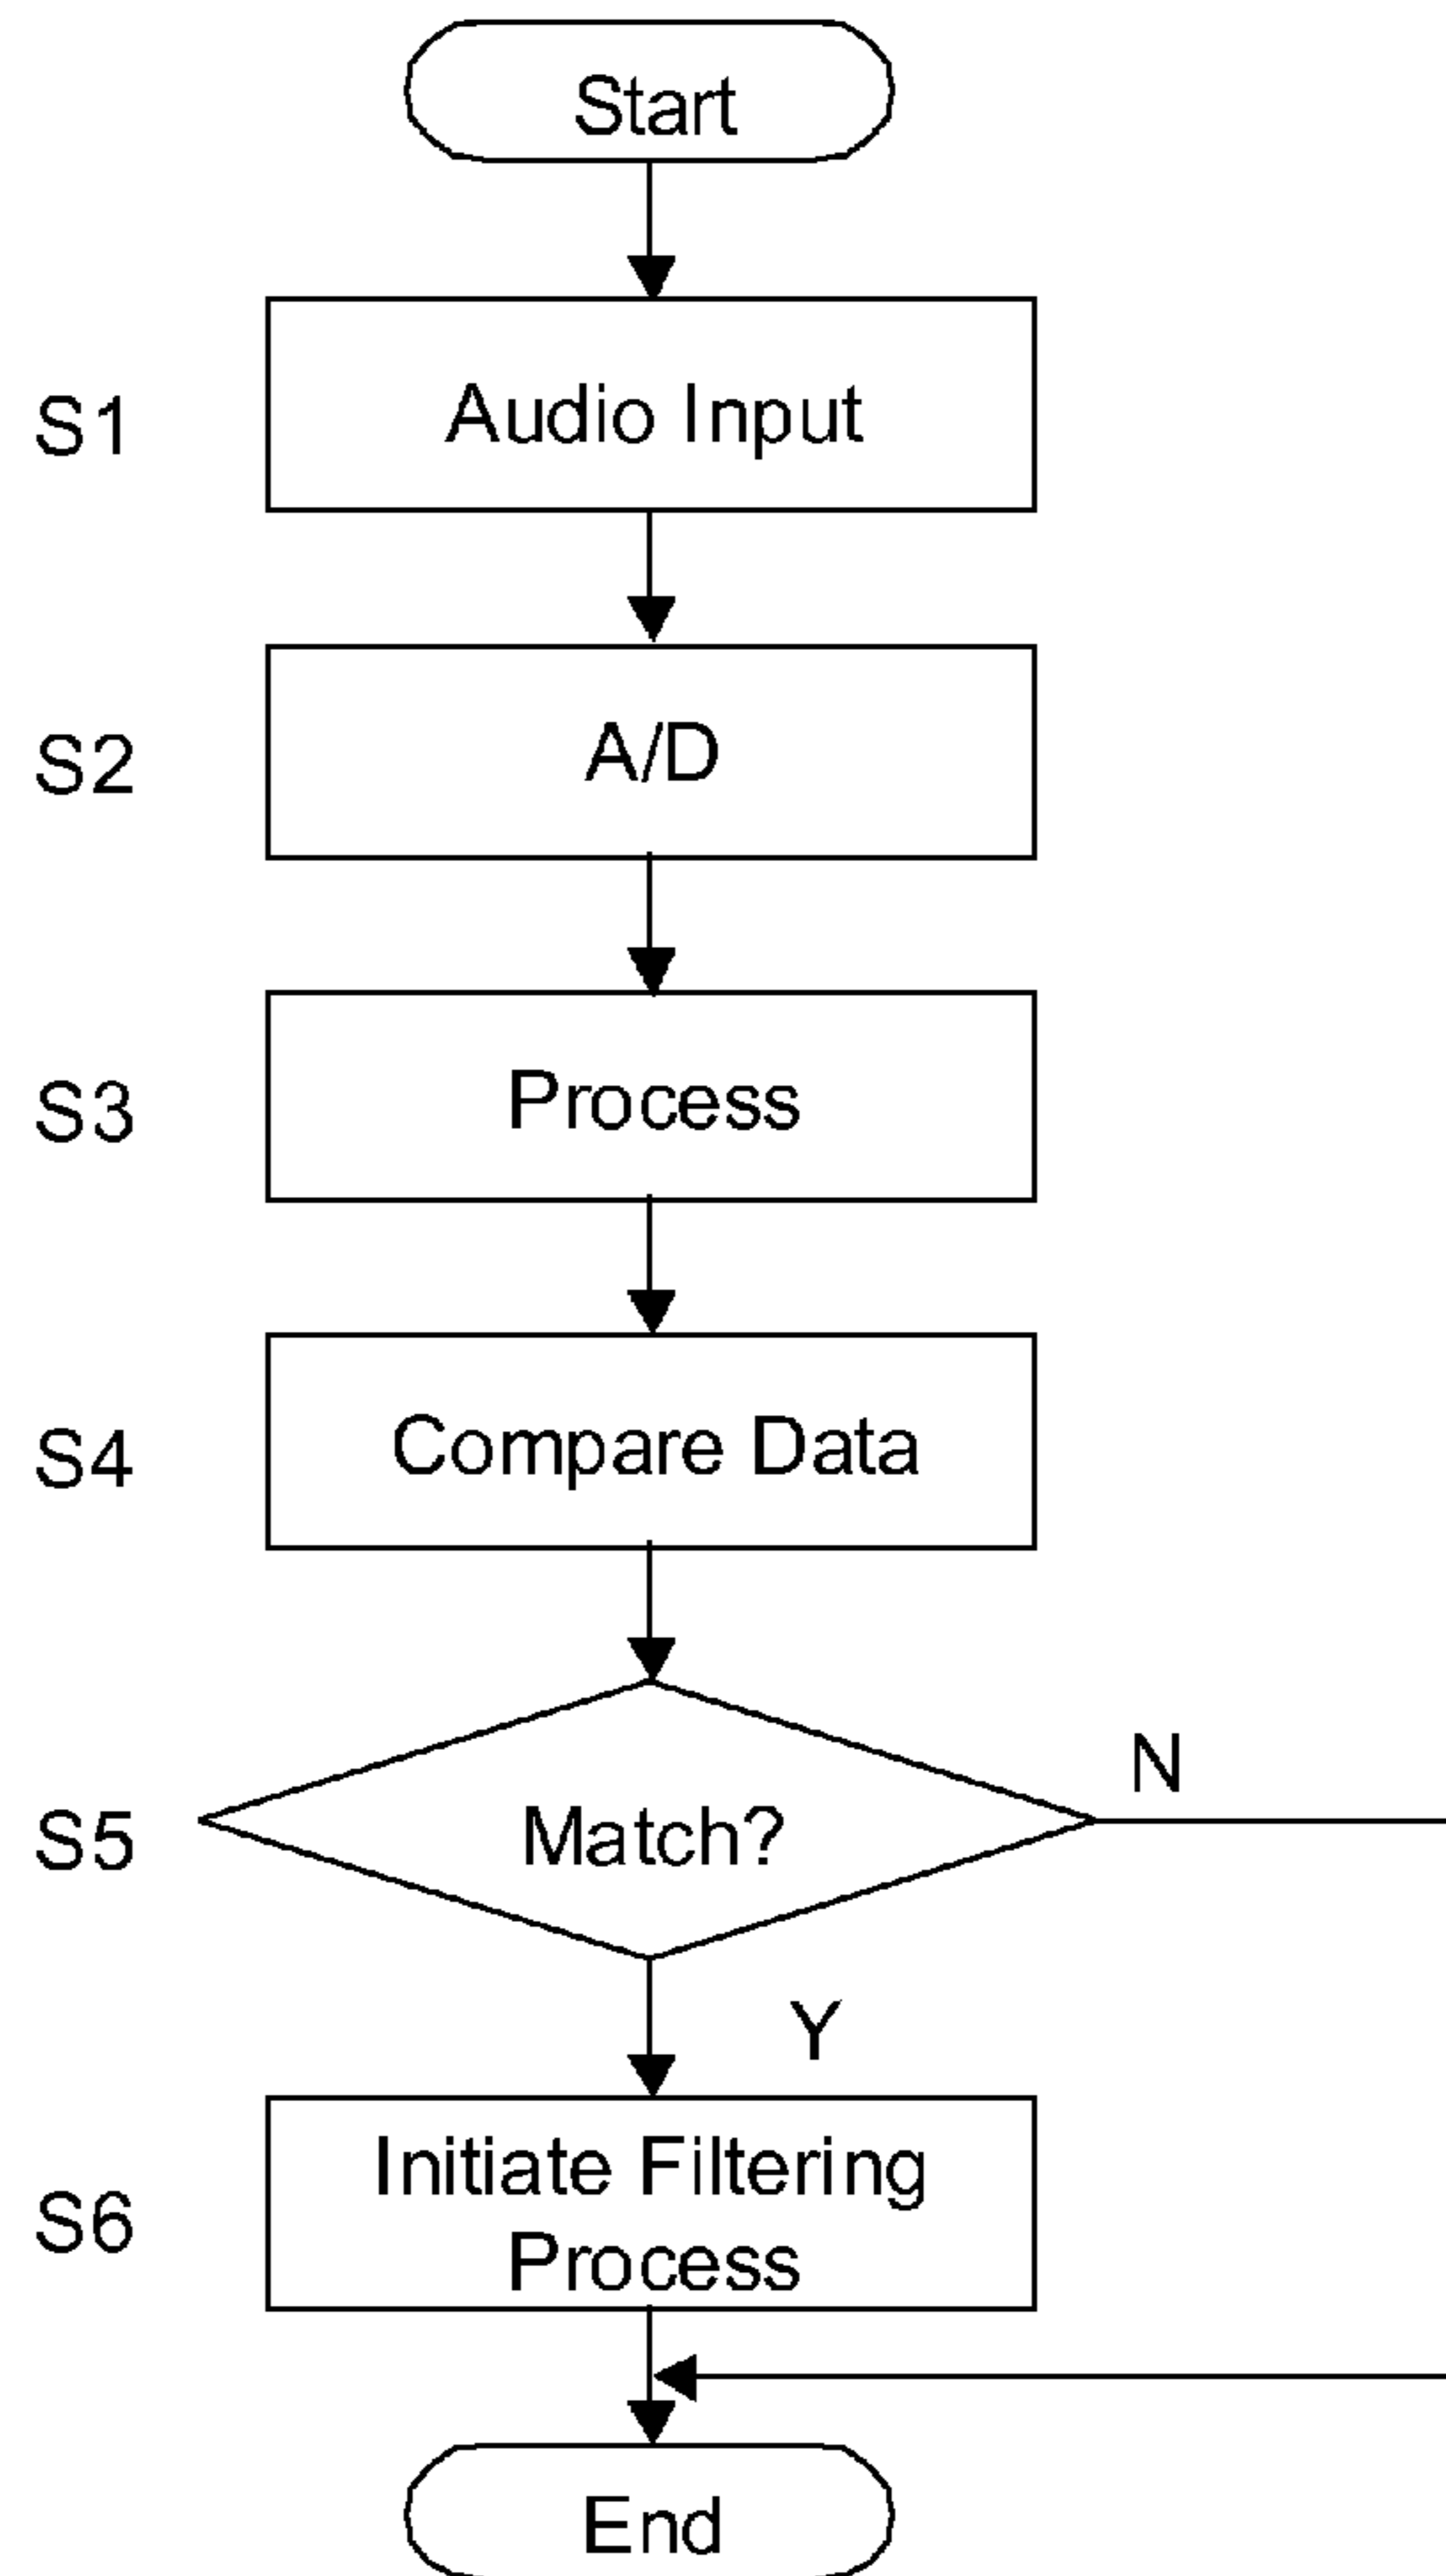 Start
S1
Audio Input
S2
A/D
S3
Process
S4
Compare Data
S5
Match?
N
Y
S6
Initiate Filtering
Process
End